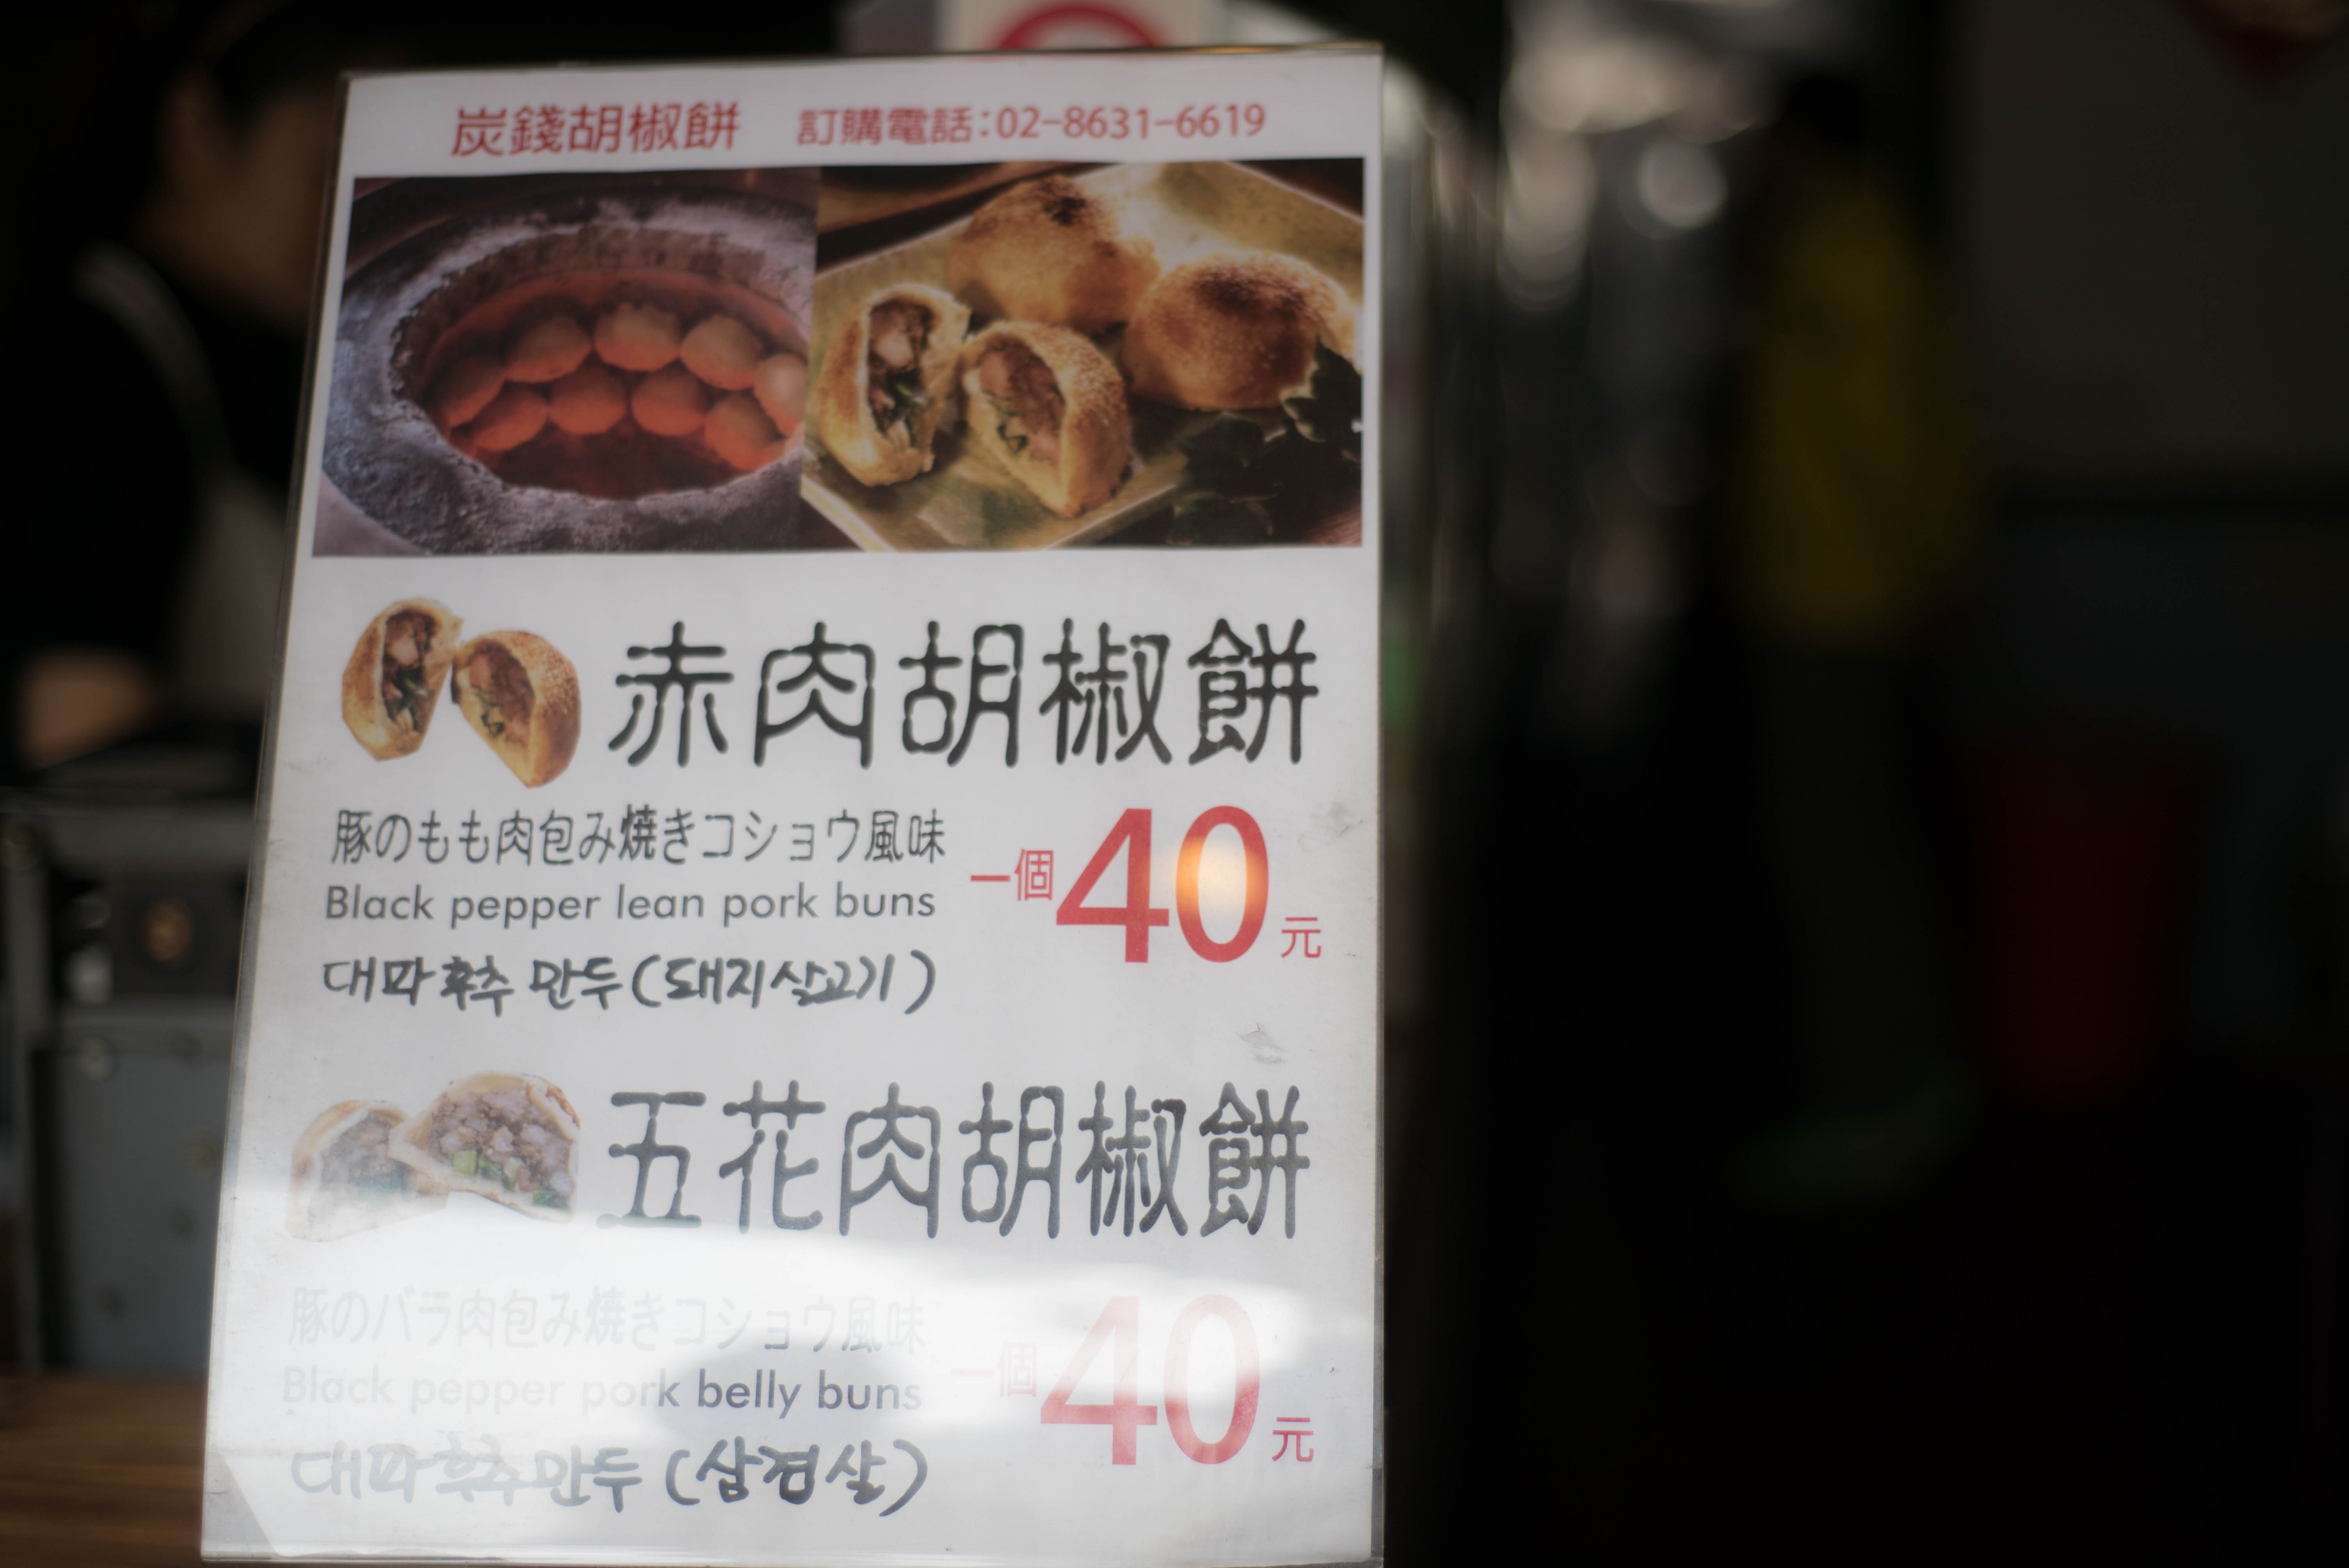 炭錢胡椒餅 訂購電話:02-8631-6619
赤肉胡椒餅
豚のもも肉包み焼きコショウ風味
Black pepper lean pork buns
一個40元
대파 후추 만두(돼지살고기)
五花肉胡椒餅
豚のバラ肉包み焼きコショウ風味
Black pepper pork belly buns
一個40元
대파 후추 만두(삼겹살)